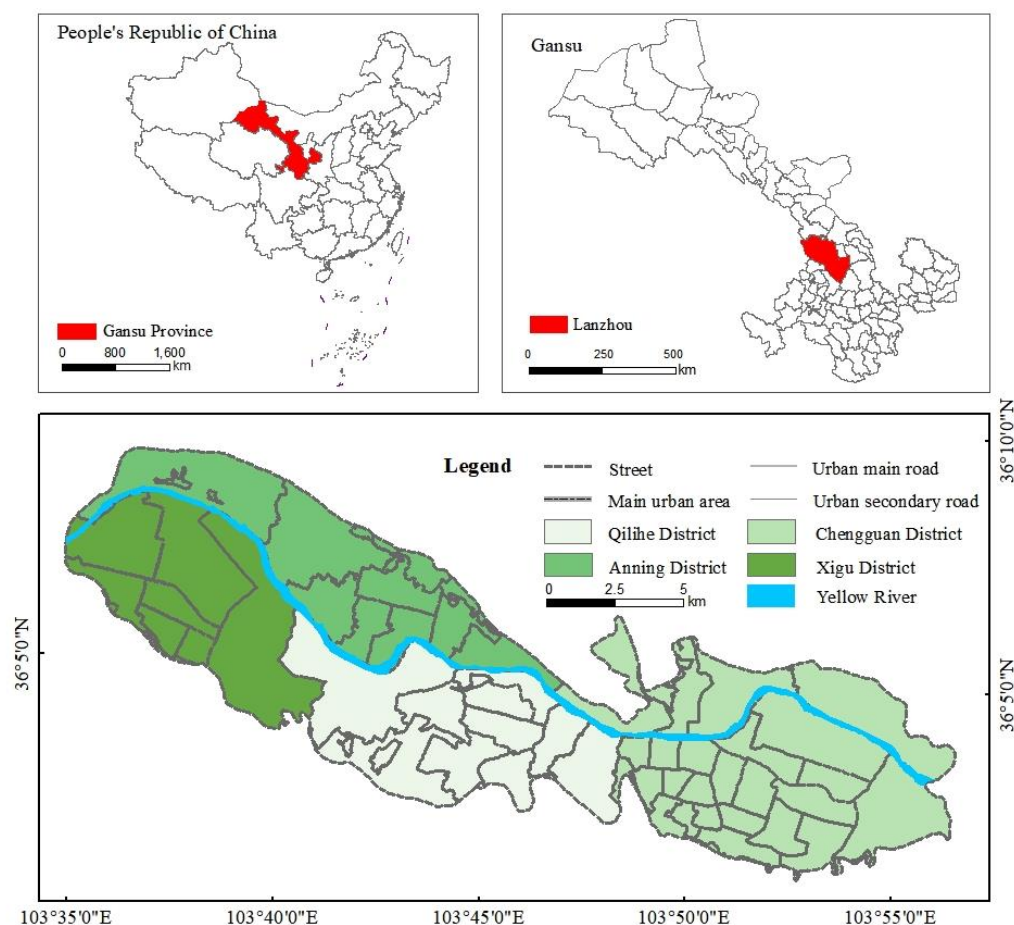 People's Republic of China
Gansu Province
0 800 1,600
km
Gansu
Lanzhou
0 250 500
km
Legend
Street
Urban main road
Main urban area
Urban secondary road
Qilihe District
Chengguan District
Anning District
Xigu District
0 2.5 5
km
Yellow River
36°10'0"N
36°5'0"N
36°5'0"N
103°35'0"E 103°40'0"E 103°45'0"E 103°50'0"E 103°55'0"E